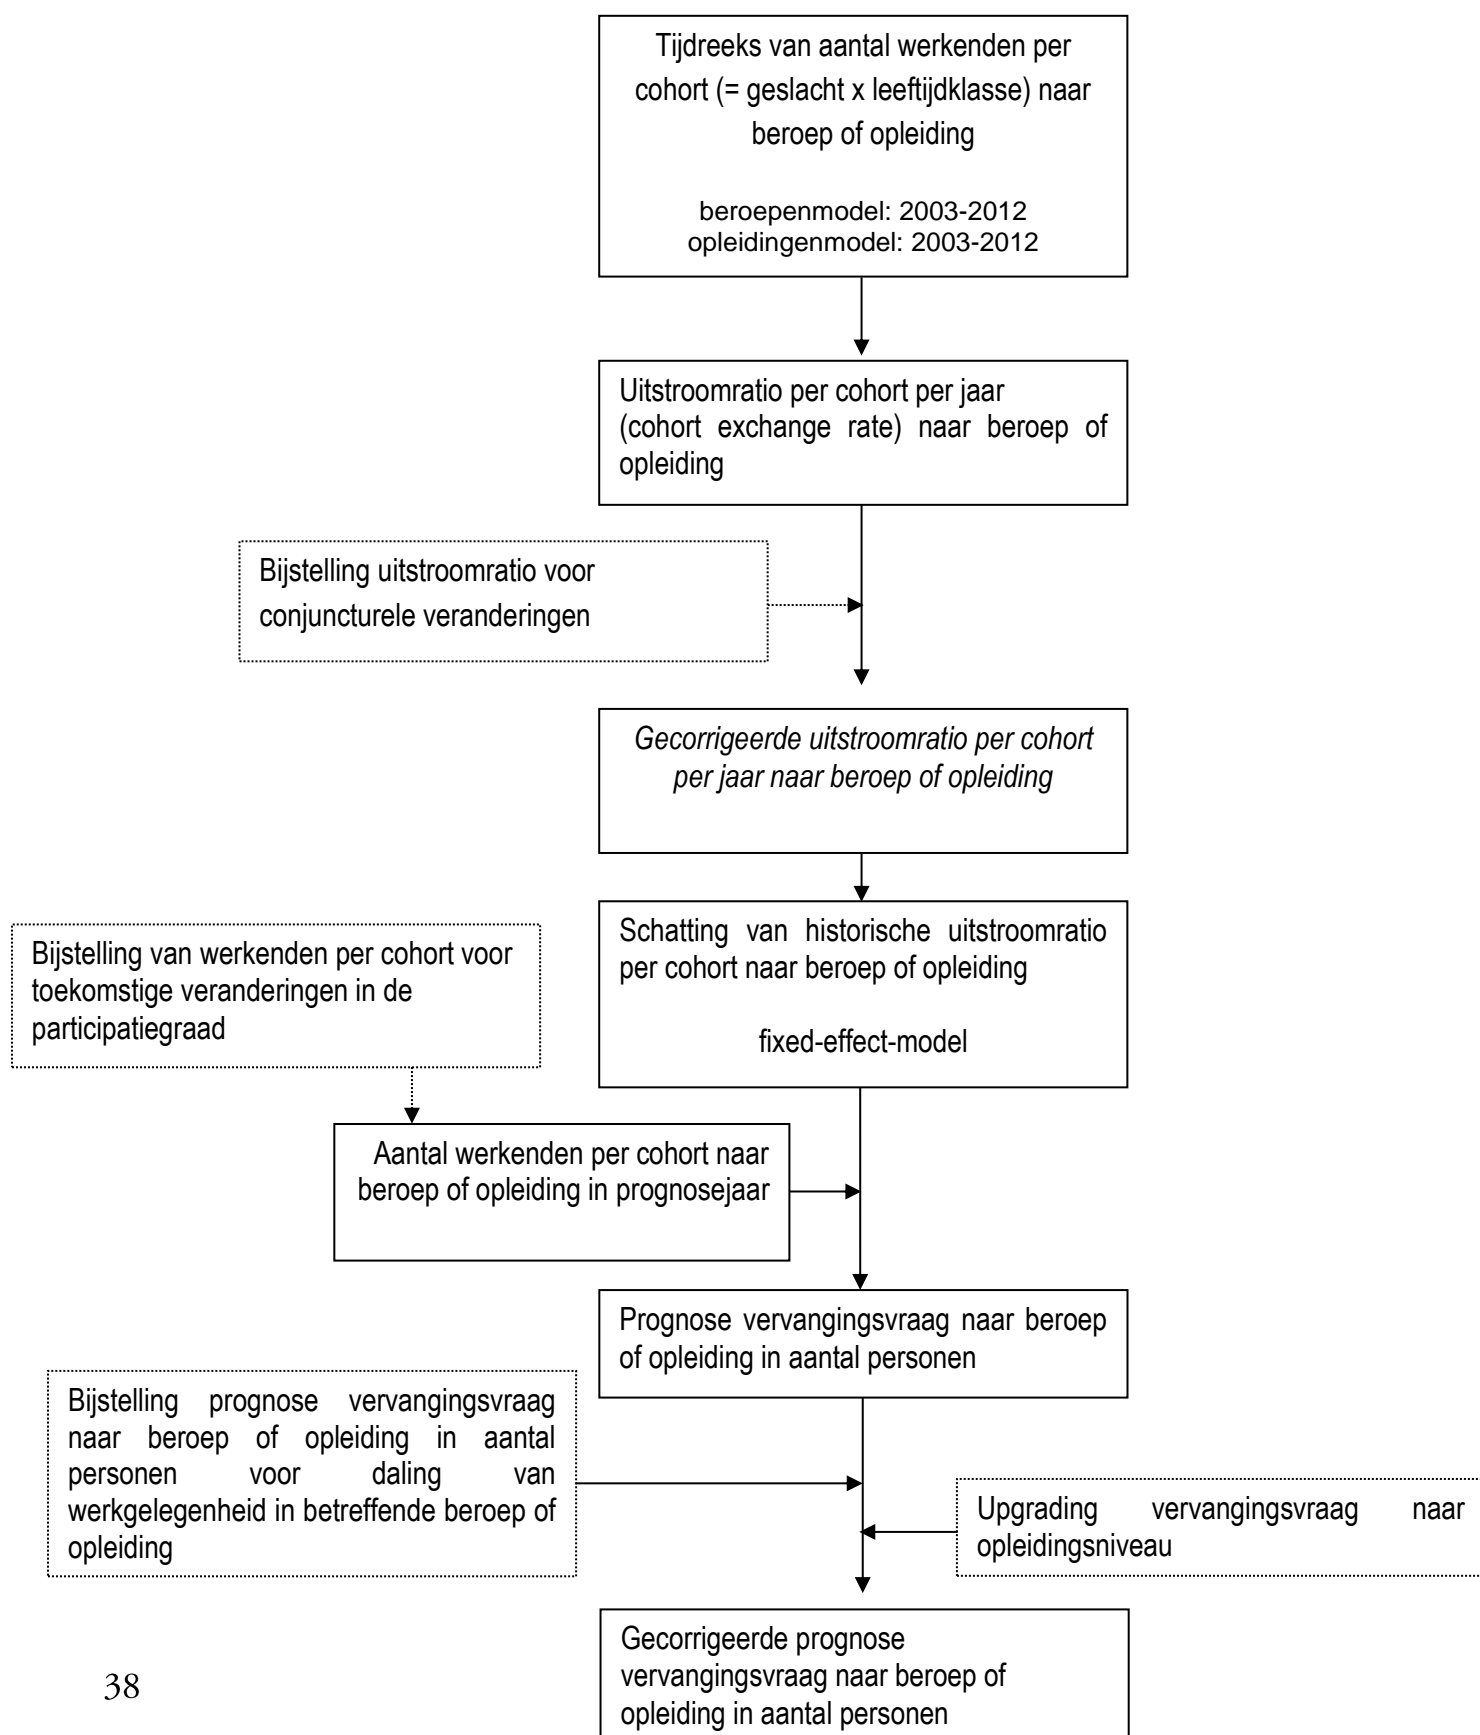 Tijdreeks van aantal werkenden per
cohort (= geslacht x leeftijdklasse) naar
beroep of opleiding
beroepenmodel: 2003-2012
opleidingenmodel: 2003-2012
Uitstroomratio per cohort per jaar
(cohort exchange rate) naar beroep of
opleiding
Bijstelling uitstroomratio voor
conjuncturele veranderingen
Gecorrigeerde uitstroomratio per cohort
per jaar naar beroep of opleiding
Schatting van historische uitstroomratio
per cohort naar beroep of opleiding
fixed-effect-model
Bijstelling van werkenden per cohort voor
toekomstige veranderingen in de
participatiegraad
Aantal werkenden per cohort naar
beroep of opleiding in prognosejaar
Prognose vervangingsvraag naar beroep
of opleiding in aantal personen
Bijstelling prognose vervangingsvraag
naar beroep of opleiding in aantal
personen voor daling van
werkgelegenheid in betreffende beroep of
opleiding
Upgrading vervangingsvraag naar
opleidingsniveau
Gecorrigeerde prognose
vervangingsvraag naar beroep of
opleiding in aantal personen
38